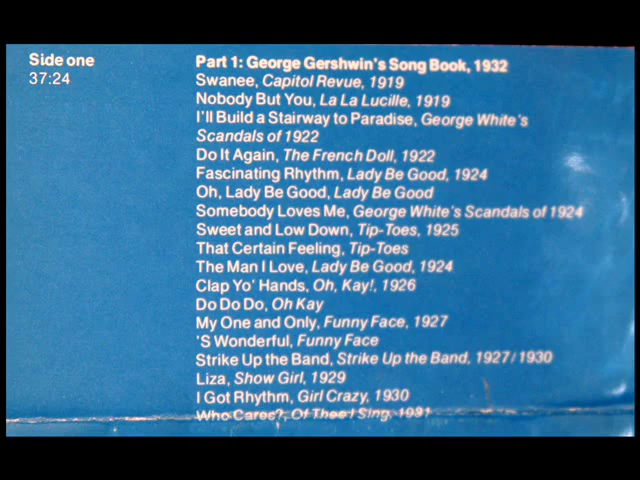 Side one
37:24
Part 1: George Gershwin's Song Book, 1932
Swanee, Capitol Revue, 1919
Nobody But You, La La Lucille, 1919
I'll Build a Stairway to Paradise, George White's
Scandals of 1922
Do It Again, The French Doll, 1922
Fascinating Rhythm, Lady Be Good, 1924
Oh, Lady Be Good, Lady Be Good
Somebody Loves Me, George White's Scandals of 1924
Sweet and Low Down, Tip-Toes, 1925
That Certain Feeling, Tip-Toes
The Man I Love, Lady Be Good, 1924
Clap Yo' Hands, Oh, Kay!, 1926
Do Do Do, Oh Kay
My One and Only, Funny Face, 1927
'S Wonderful, Funny Face
Strike Up the Band, Strike Up the Band, 1927/1930
Liza, Show Girl, 1929
I Got Rhythm, Girl Crazy, 1930
Who Cares?, Of Thee I Sing, 1931